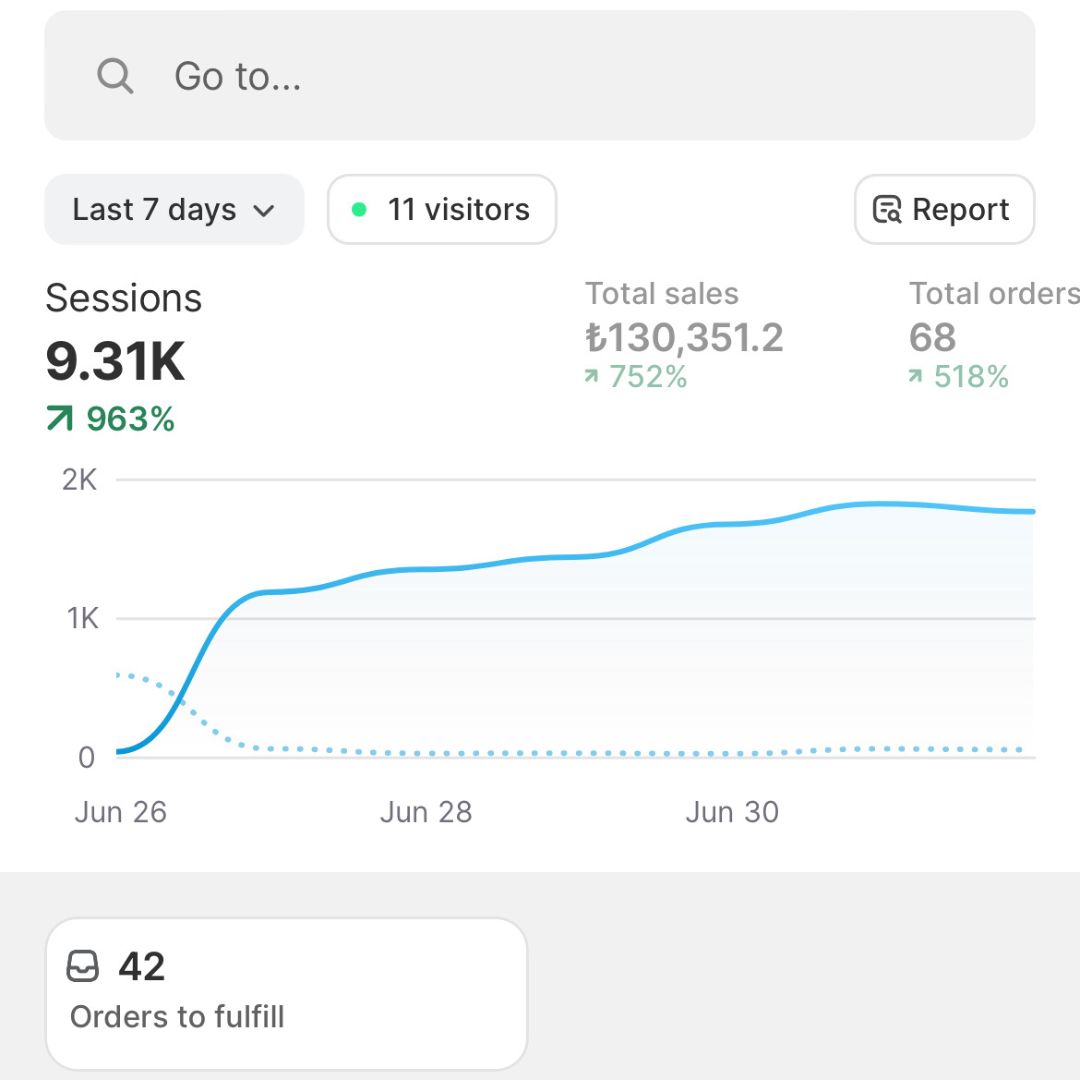 Go to...
Last 7 days
11 visitors
Report
Sessions
9.31K
963%
Total sales
₺130,351.2
752%
Total orders
68
518%
2K
1K
0
Jun 26
Jun 28
Jun 30
42
Orders to fulfill